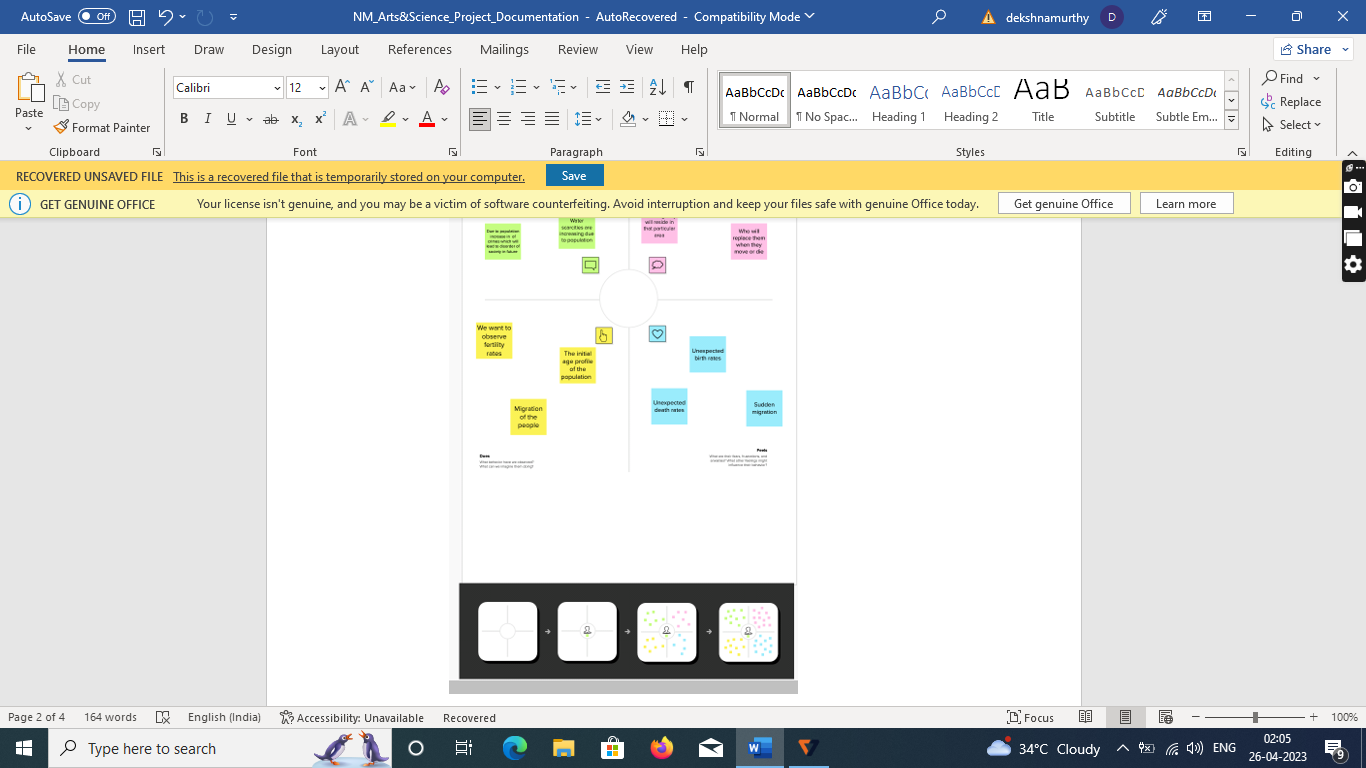 AutoSave Off
NM_Arts&Science_Project_Documentation - AutoRecovered - Compatibility Mode
dekshnamurthy D
File Home Insert Draw Design Layout References Mailings Review View Help Share
Paste
Cut
Copy
Format Painter
Clipboard
Calibri 12
Font
Paragraph
AaBbCcDc AaBbCcDc AaBbCc AaBbCcD AaB AaBbCcD AaBbCcDc
¶ Normal ¶ No Spac... Heading 1 Heading 2 Title Subtitle Subtle Em...
Styles
Find
Replace
Select
Editing
RECOVERED UNSAVED FILE This is a recovered file that is temporarily stored on your computer. Save
GET GENUINE OFFICE Your license isn't genuine, and you may be a victim of software counterfeiting. Avoid interruption and keep your files safe with genuine Office today. Get genuine Office Learn more
Due to population
increase in of
crimes which will
lead to disorder of
society in future
Water
scarcities are
increasing due
to population
will reside in
that particular
area
Who will
replace them
when they
move or die
We want to
observe
fertility
rates
The initial
age profile
of the
population
Migration
of the
people
Unexpected
birth rates
Unexpected
death rates
Sudden
migration
Does
What behavior have we observed?
What can we imagine them doing?
Feels
What are their fears, frustrations, and
anxieties? What other feelings might
influence their behavior?
Page 2 of 4 164 words English (India) Accessibility: Unavailable Recovered Focus 100%
Type here to search
34°C Cloudy
ENG
02:05
26-04-2023
9